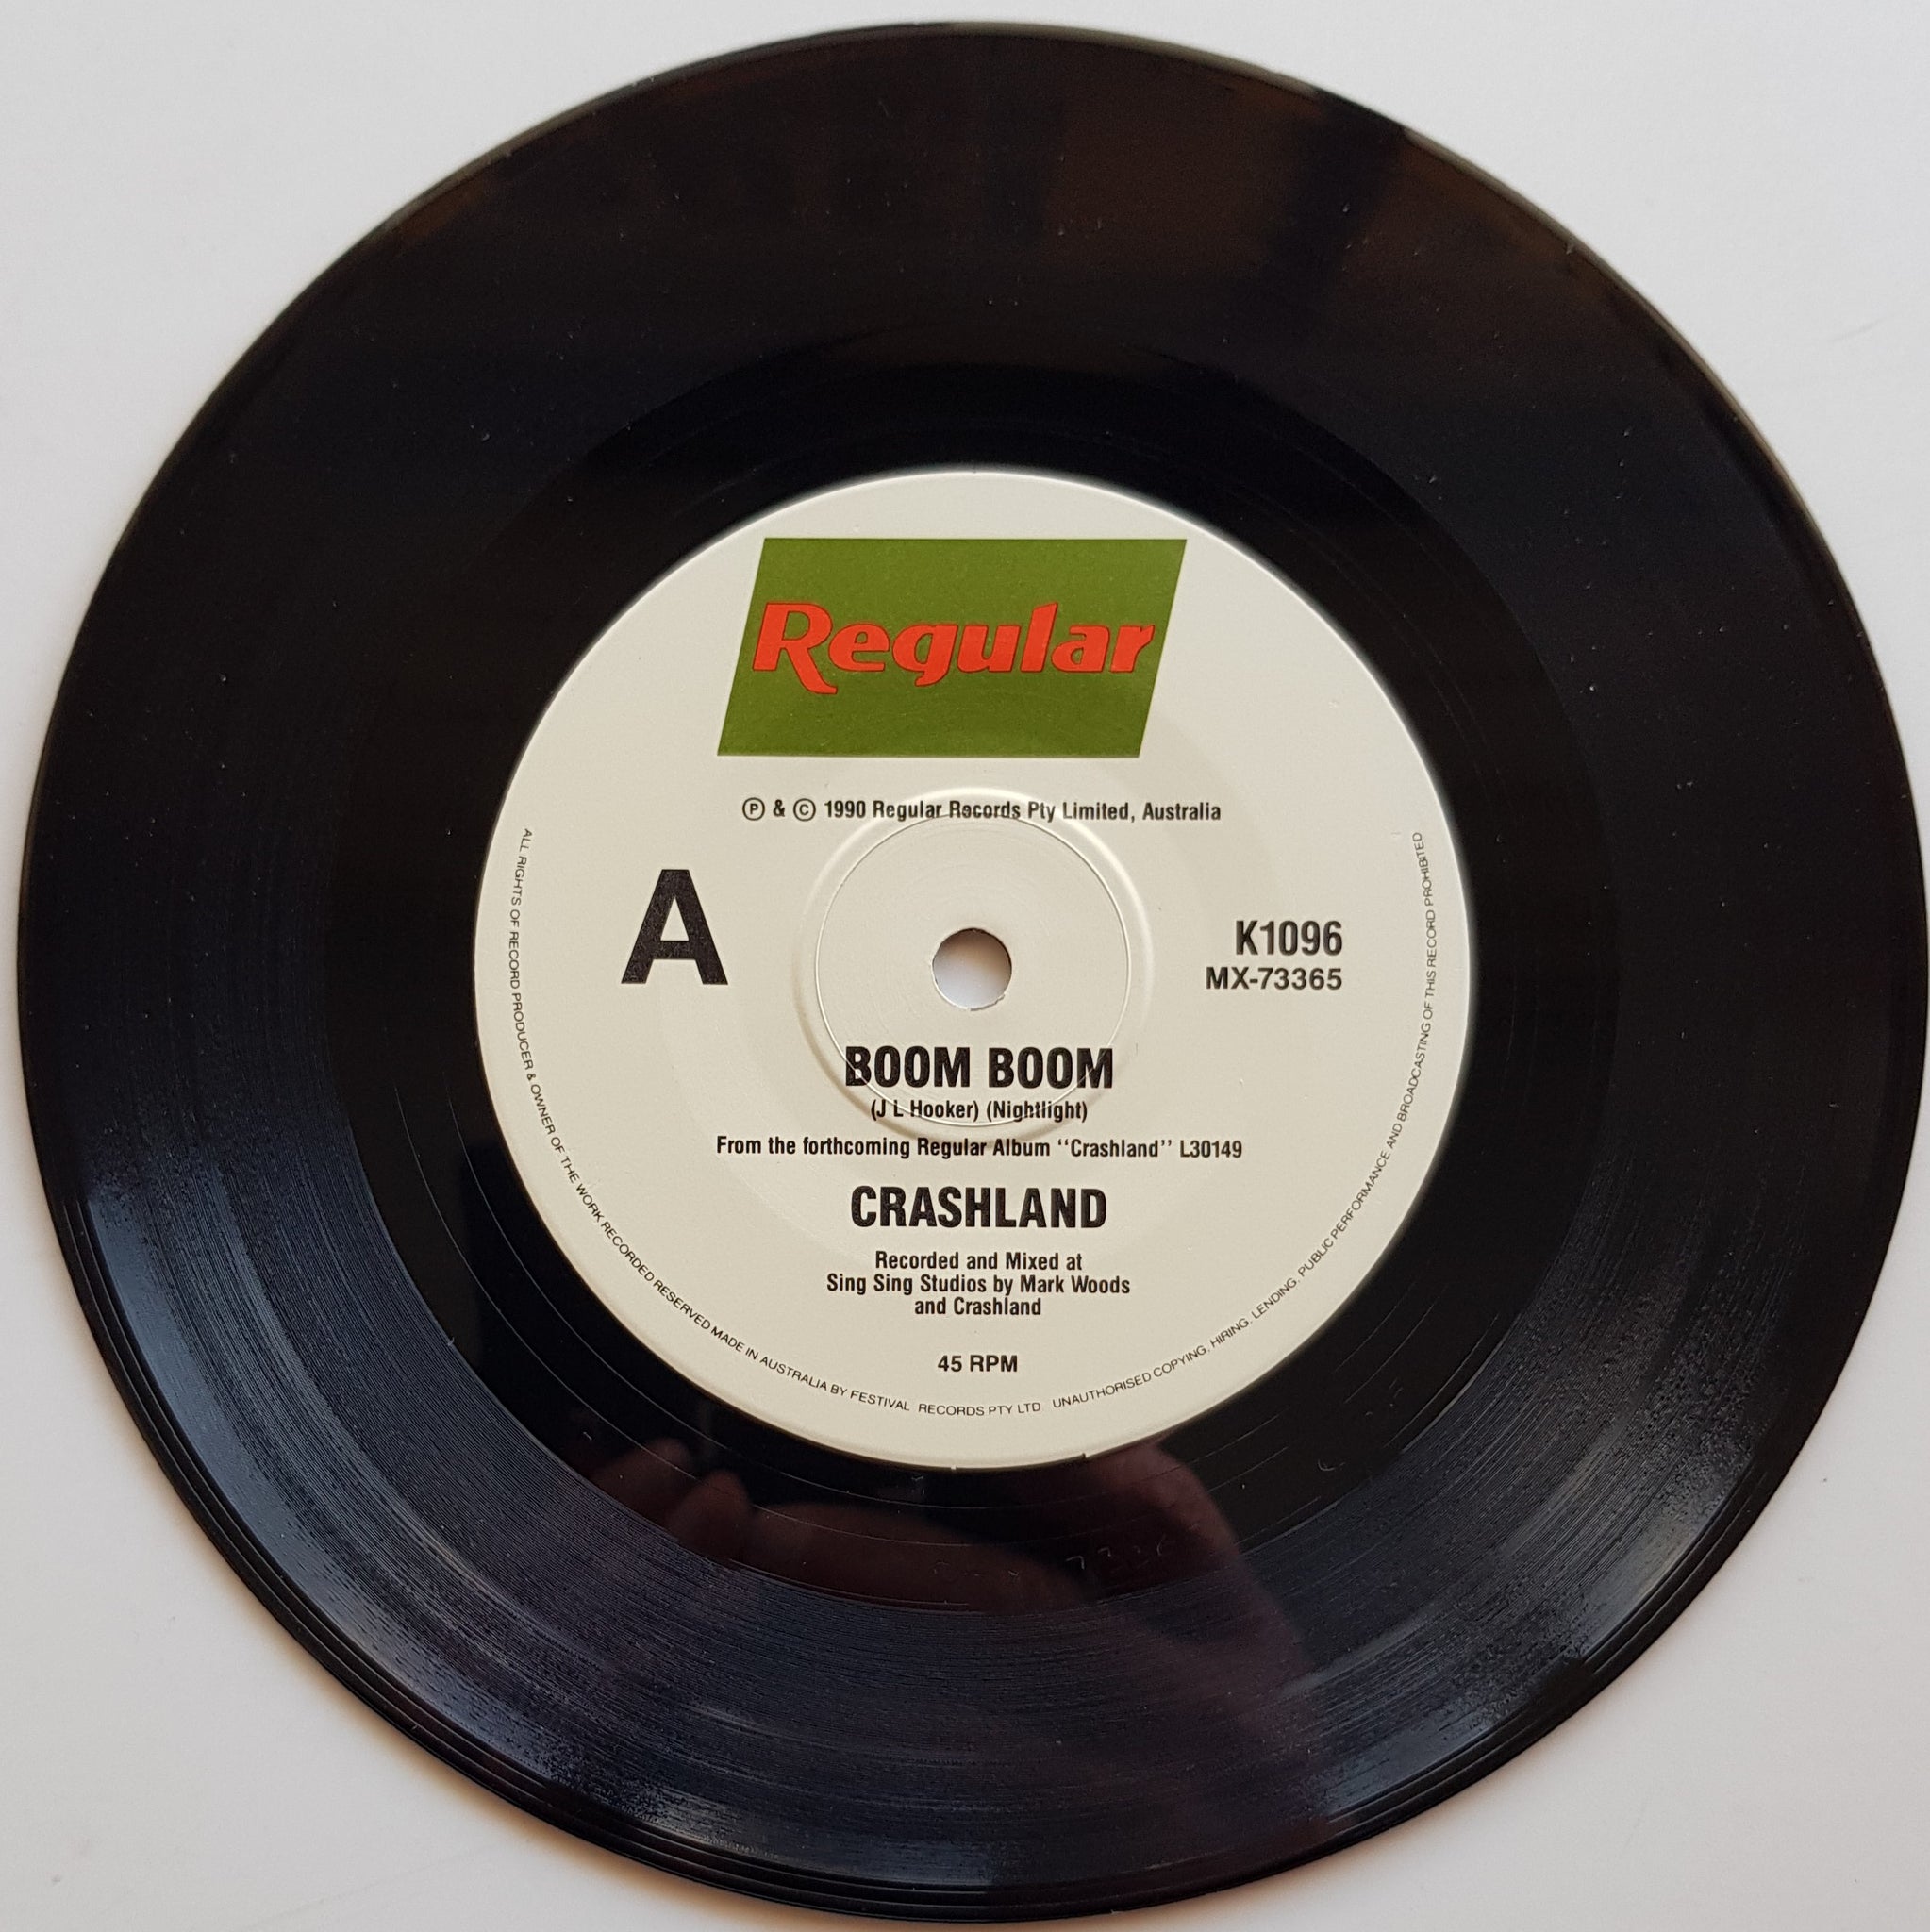 Regular
Ⓟ & © 1990 Regular Records Pty Limited, Australia
A
K1096
MX-73365
BOOM BOOM
(J L Hooker) (Nightlight)
From the forthcoming Regular Album “Crashland” L30149
CRASHLAND
Recorded and Mixed at
Sing Sing Studios by Mark Woods
and Crashland
45 RPM
ALL RIGHTS OF RECORD PRODUCER & OWNER OF THE WORK RECORDED RESERVED MADE IN AUSTRALIA BY FESTIVAL RECORDS PTY LTD UNAUTHORISED COPYING, HIRING, LENDING, PUBLIC PERFORMANCE AND BROADCASTING OF THIS RECORD PROHIBITED